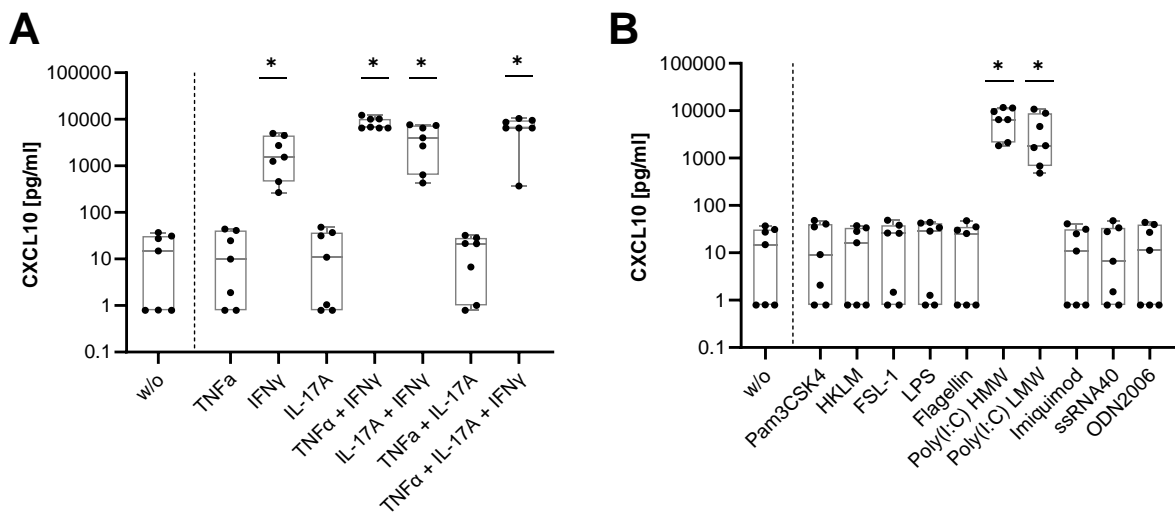 A
CXCL10 [pg/ml]
100000
10000
1000
100
10
1
0.1
* * * *
w/o
TNFa
IFNγ
IL-17A
TNFα + IFNγ
IL-17A + IFNγ
TNFa + IL-17A
TNFα + IL-17A + IFNγ
B
CXCL10 [pg/ml]
100000
10000
1000
100
10
1
0.1
* *
w/o
Pam3CSK4
HKLM
FSL-1
LPS
Flagellin
Poly(I:C) HMW
Poly(I:C) LMW
Imiquimod
ssRNA40
ODN2006